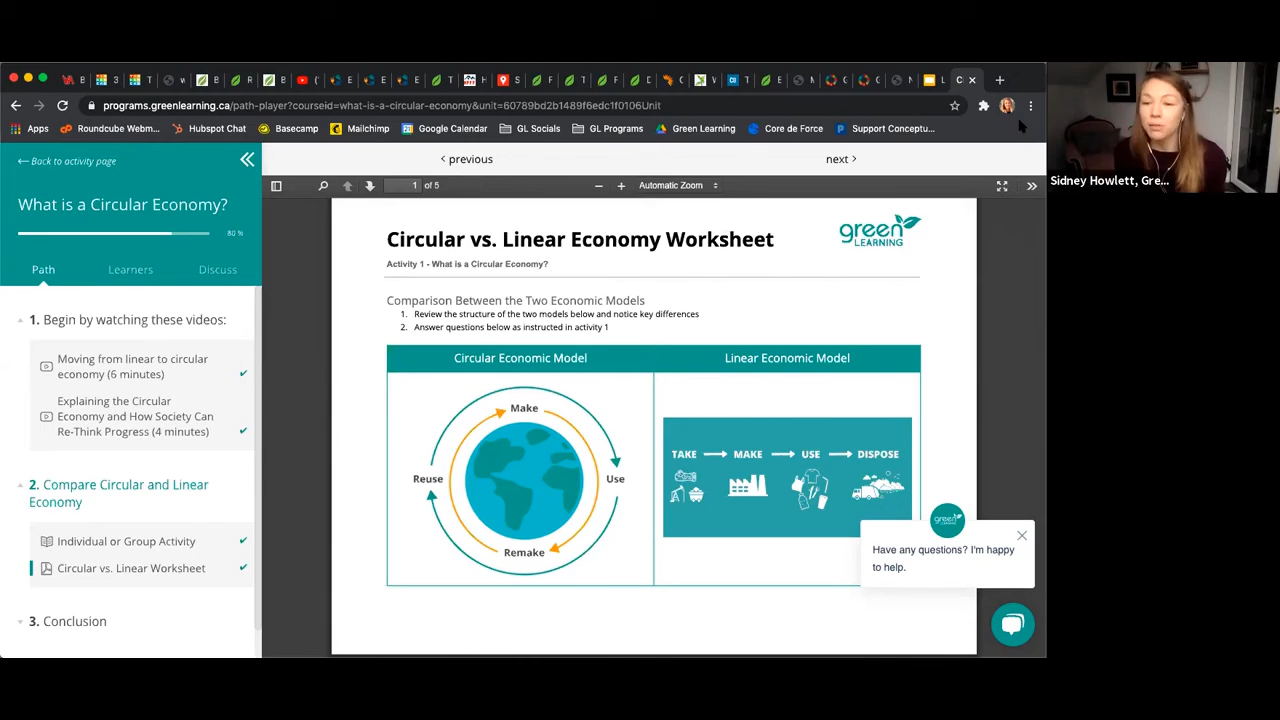 programs.greenlearning.ca/path-player?courseid=what-is-a-circular-economy&unit=60789bd2b1489f6edc1f0106Unit
Apps
Roundcube Webm...
Hubspot Chat
Basecamp
Mailchimp
Google Calendar
GL Socials
GL Programs
Green Learning
Core de Force
Support Conceptu...
Back to activity page
What is a Circular Economy?
80 %
Path
Learners
Discuss
1. Begin by watching these videos:
Moving from linear to circular
economy (6 minutes)
Explaining the Circular
Economy and How Society Can
Re-Think Progress (4 minutes)
2. Compare Circular and Linear
Economy
Individual or Group Activity
Circular vs. Linear Worksheet
3. Conclusion
previous
next
1 of 5
Automatic Zoom
Circular vs. Linear Economy Worksheet
green
LEARNING
Activity 1 - What is a Circular Economy?
Comparison Between the Two Economic Models
1. Review the structure of the two models below and notice key differences
2. Answer questions below as instructed in activity 1
Circular Economic Model
Linear Economic Model
Make
Use
Remake
Reuse
TAKE
MAKE
USE
DISPOSE
green
LEARNING
Have any questions? I'm happy
to help.
Sidney Howlett, Gre...